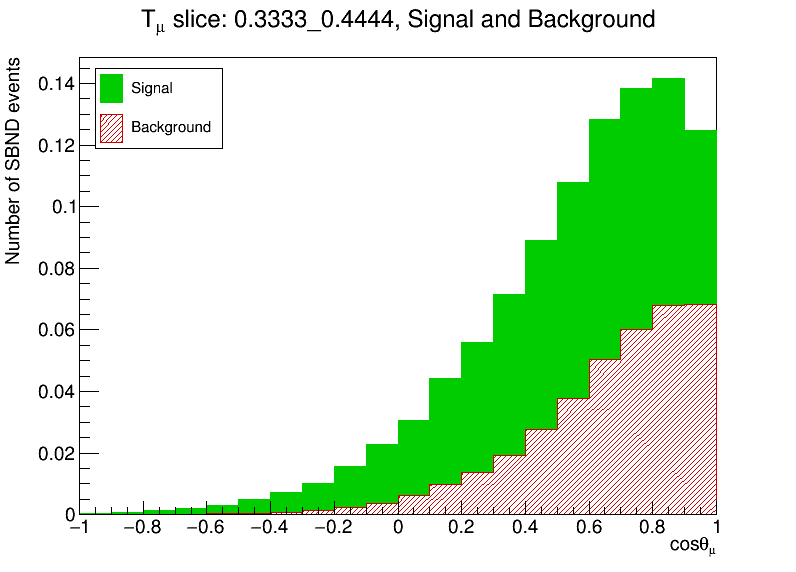 Tμ slice: 0.3333_0.4444, Signal and Background
Number of SBND events
Signal
Background
0.14
0.12
0.1
0.08
0.06
0.04
0.02
0
−1 −0.8 −0.6 −0.4 −0.2 0 0.2 0.4 0.6 0.8 1
cosθμ